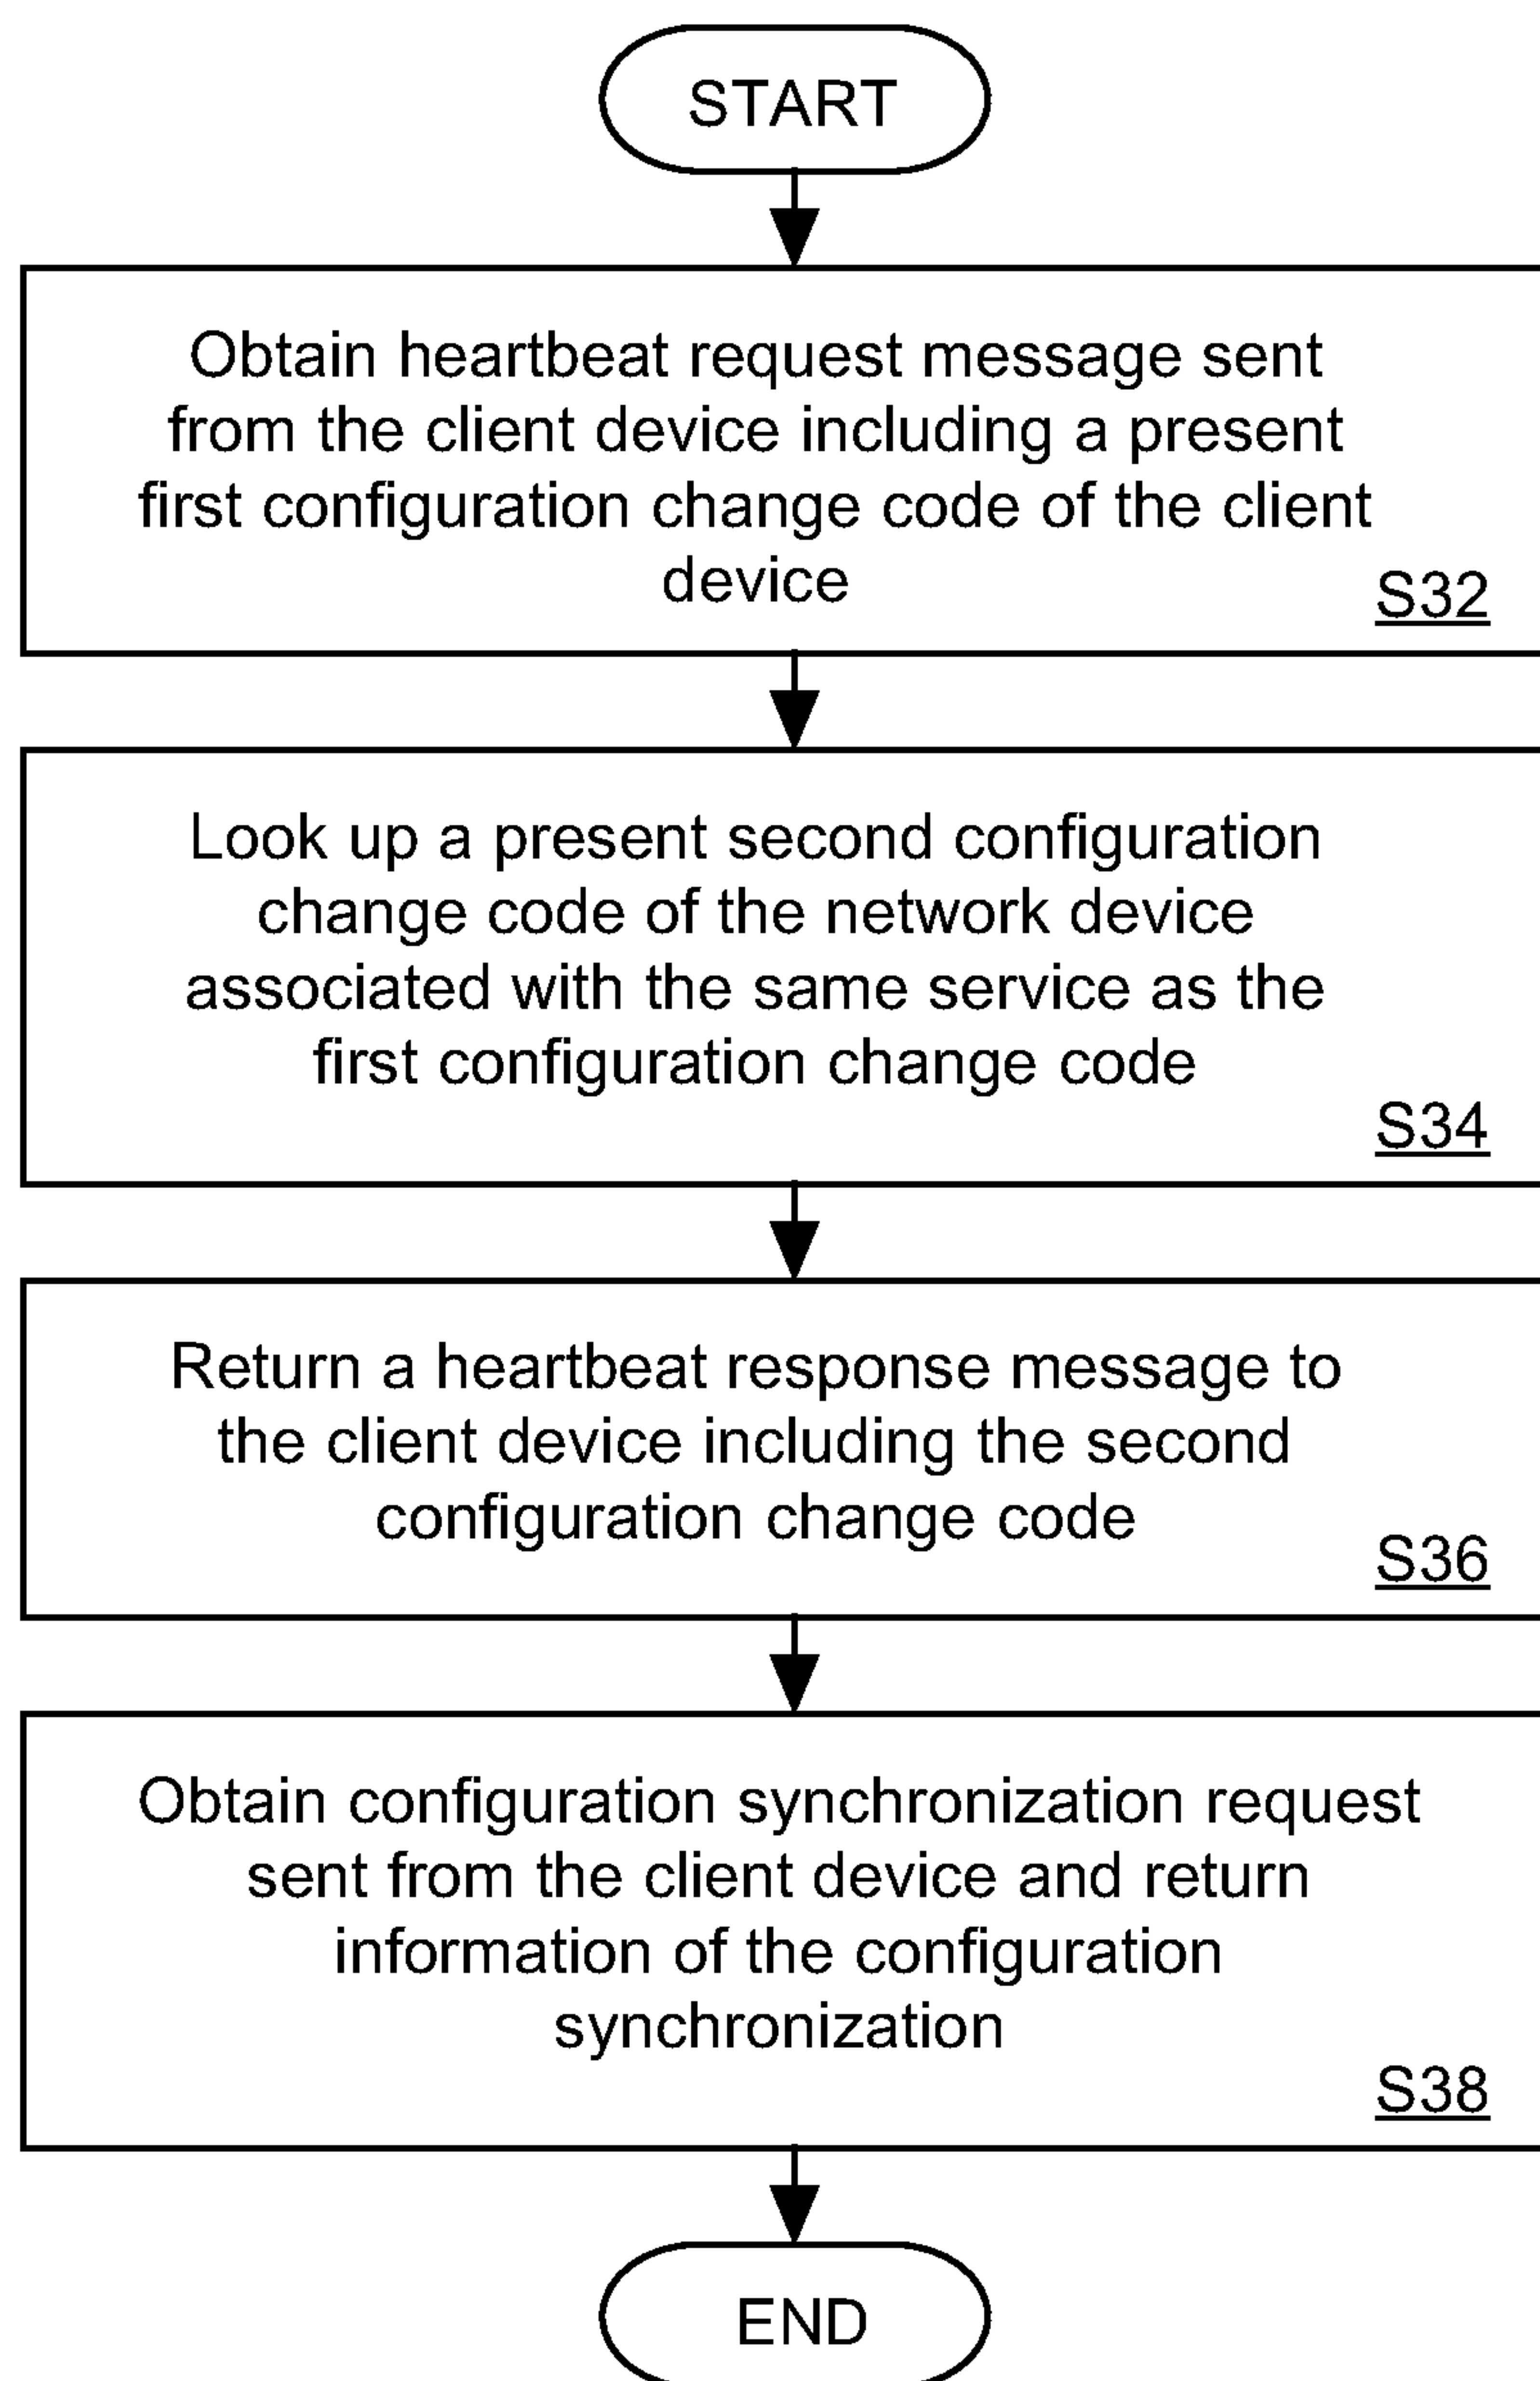 START
Obtain heartbeat request message sent
from the client device including a present
first configuration change code of the client
device
S32
Look up a present second configuration
change code of the network device
associated with the same service as the
first configuration change code
S34
Return a heartbeat response message to
the client device including the second
configuration change code
S36
Obtain configuration synchronization request
sent from the client device and return
information of the configuration
synchronization
S38
END